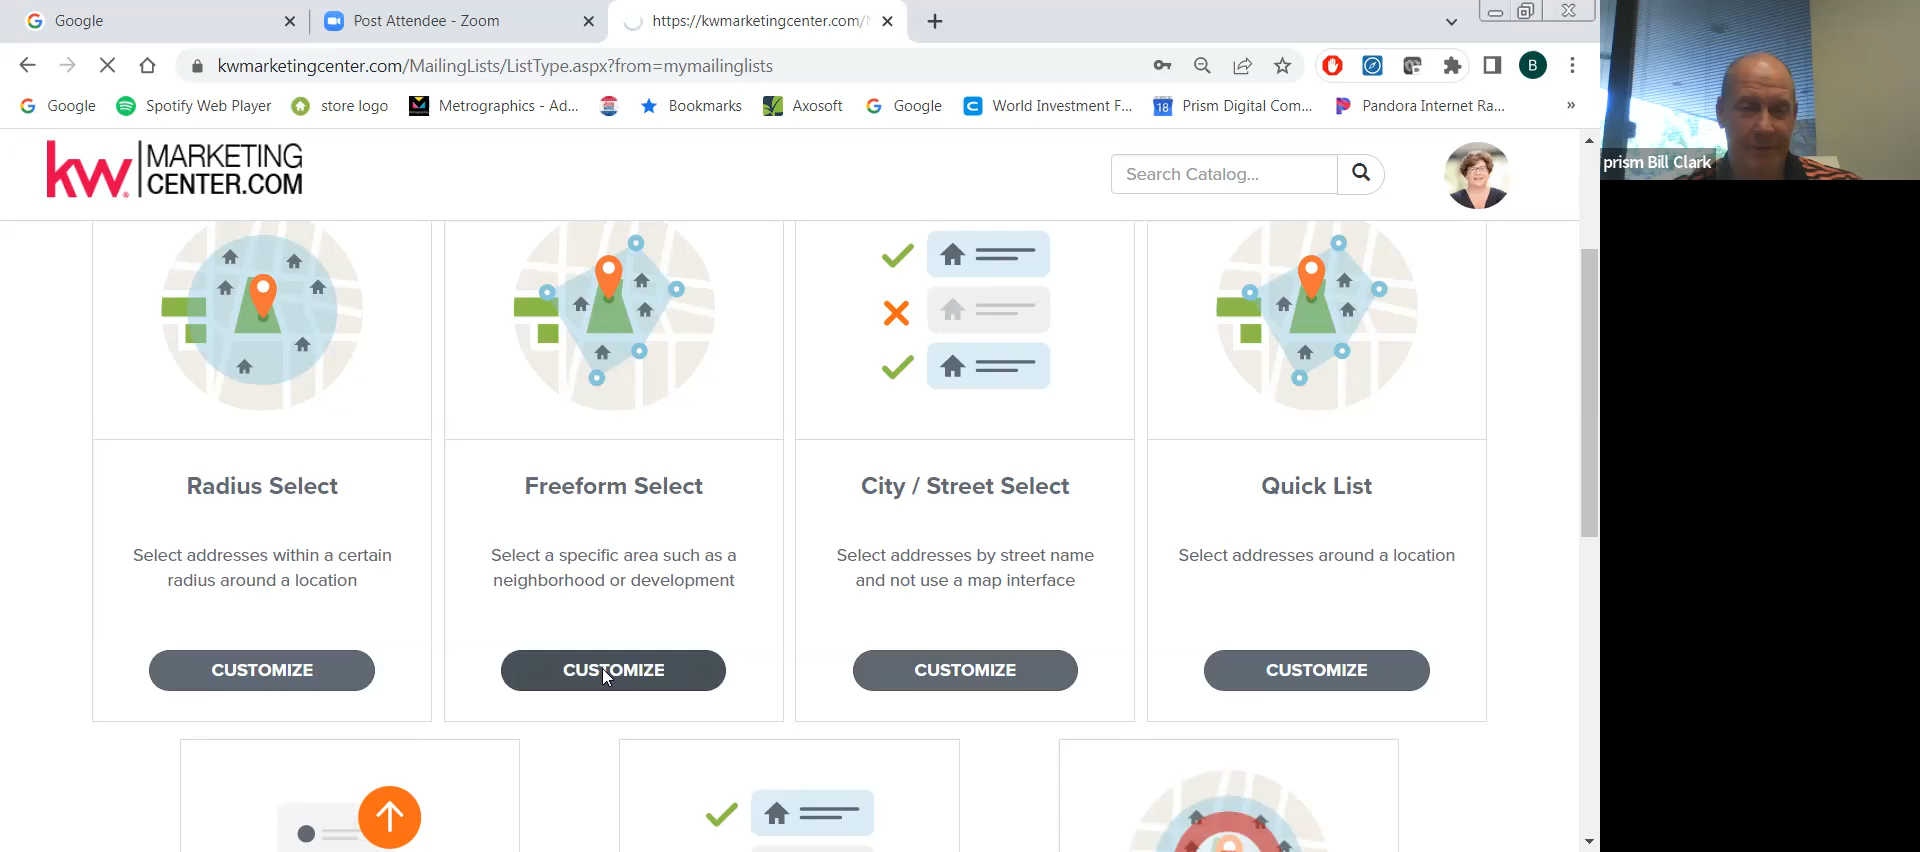 Google
Post Attendee - Zoom
https://kwmarketingcenter.com/
kwmarketingcenter.com/MailingLists/ListType.aspx?from=mymailinglists
B
Google
Spotify Web Player
store logo
Metrographics - Ad...
Bookmarks
Axosoft
Google
World Investment F...
18
Prism Digital Com...
Pandora Internet Ra...
»
prism Bill Clark
kw MARKETING
CENTER.COM
Search Catalog...
Radius Select
Select addresses within a certain
radius around a location
CUSTOMIZE
Freeform Select
Select a specific area such as a
neighborhood or development
CUSTOMIZE
City / Street Select
Select addresses by street name
and not use a map interface
CUSTOMIZE
Quick List
Select addresses around a location
CUSTOMIZE